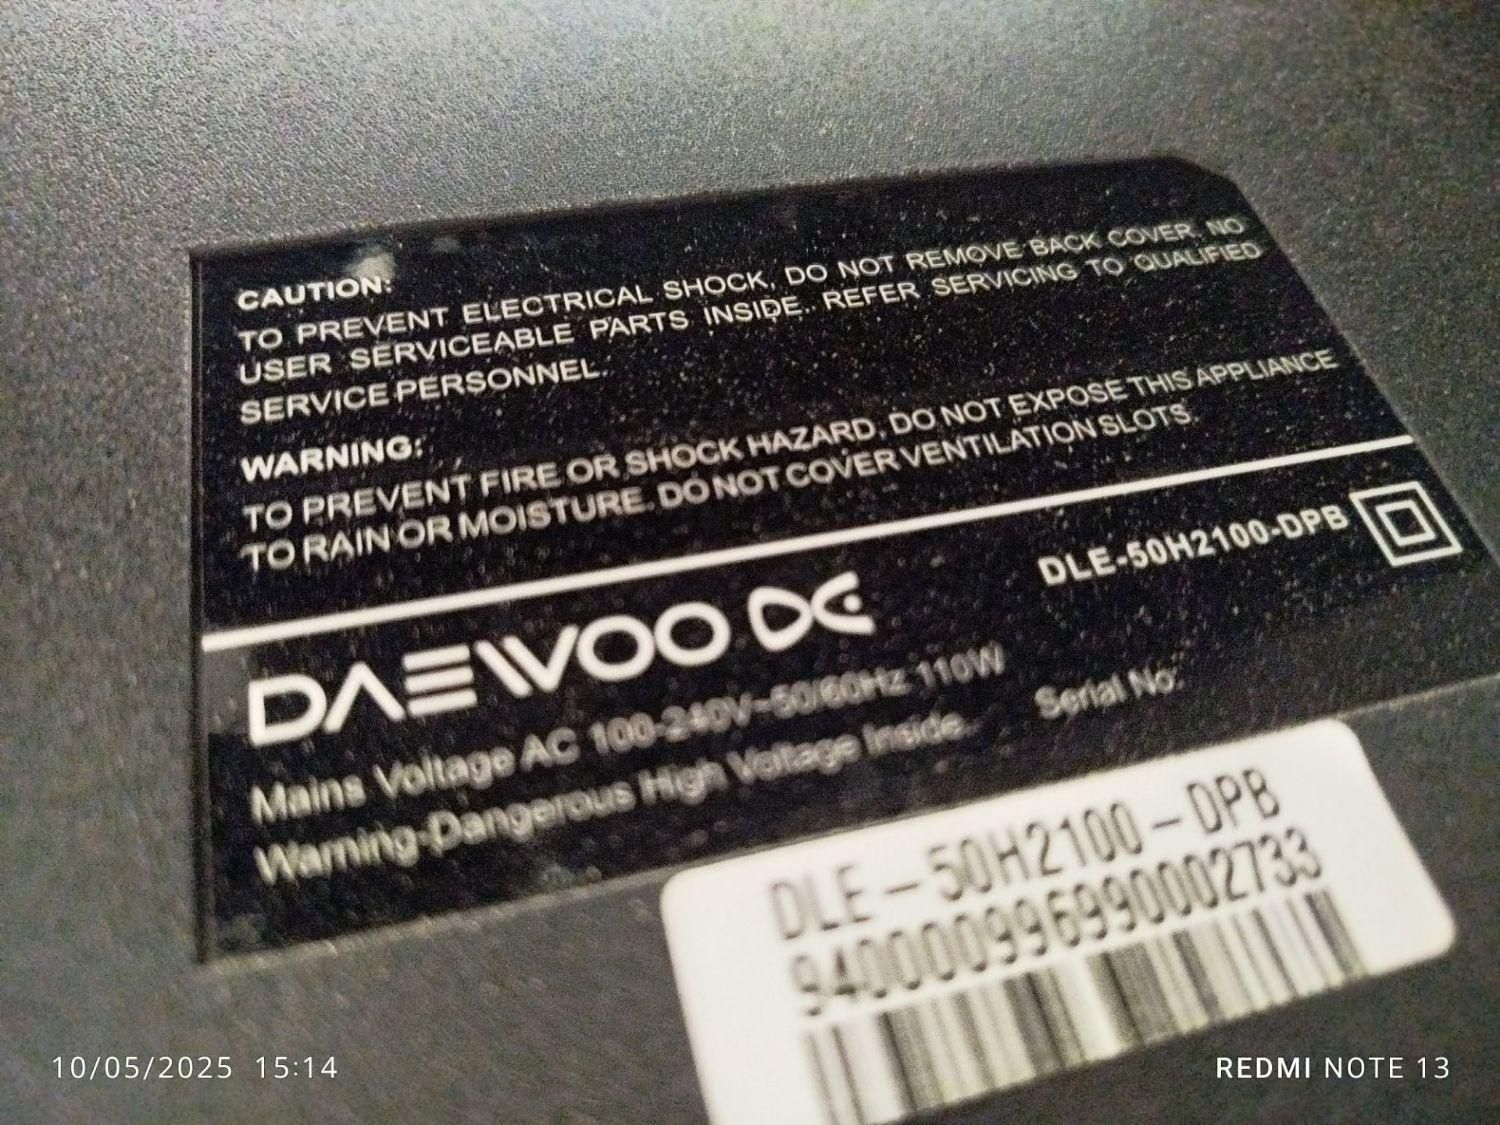 CAUTION:
TO PREVENT ELECTRICAL SHOCK, DO NOT REMOVE BACK COVER. NO
USER SERVICEABLE PARTS INSIDE. REFER SERVICING TO QUALIFIED
SERVICE PERSONNEL.
WARNING:
TO PREVENT FIRE OR SHOCK HAZARD, DO NOT EXPOSE THIS APPLIANCE
TO RAIN OR MOISTURE. DO NOT COVER VENTILATION SLOTS.
DLE-50H2100-DPB
DAEWOO DE
Mains Voltage AC 100-240V~50/60Hz 110W
Warning-Dangerous High Voltage Inside.
Serial No:
DLE-50H2100-DPB
9400009969990002733
10/05/2025 15:14
REDMI NOTE 13